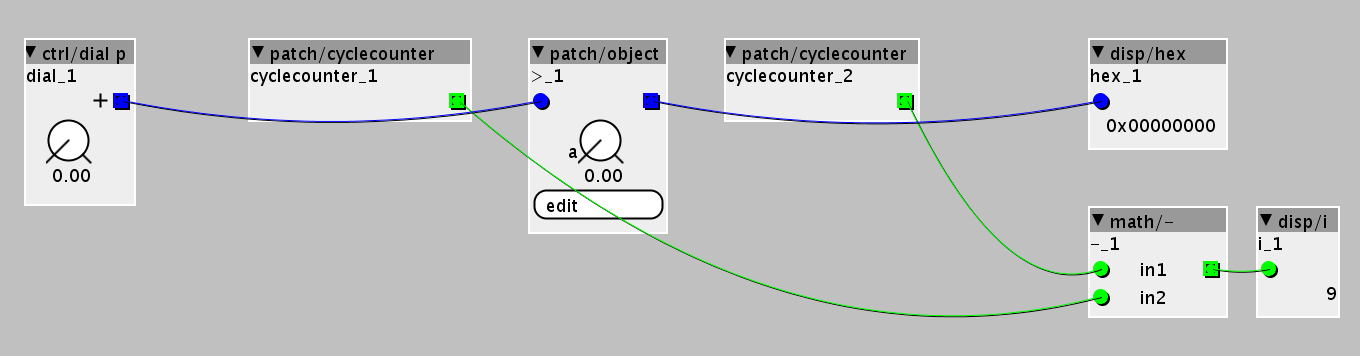 ctrl/dial p
dial_1
+
0.00
patch/cyclecounter
cyclecounter_1
patch/object
>_1
a
0.00
edit
patch/cyclecounter
cyclecounter_2
disp/hex
hex_1
0x00000000
math/-
-_1
in1
in2
disp/i
i_1
9